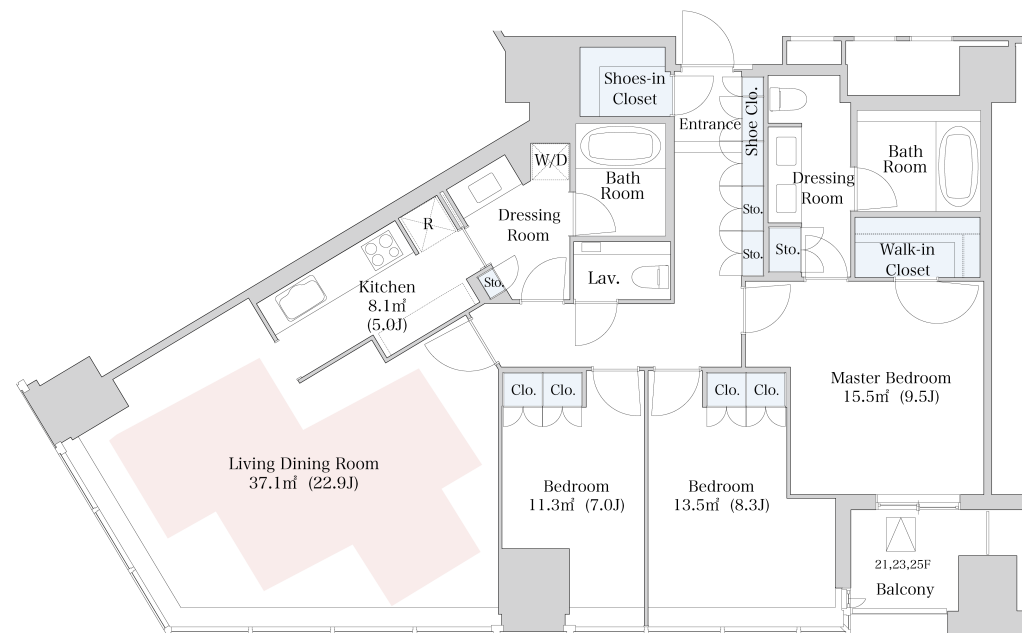 Shoes-in
Closet
Entrance
Shoe Clo.
Bath
Room
W/D
Bath
Room
Dressing
Room
Dressing
Room
R
Sto.
Sto.
Sto.
Walk-in
Closet
Lav.
Sto.
Kitchen
8.1㎡
(5.0J)
Master Bedroom
15.5㎡ (9.5J)
Clo.
Clo.
Clo.
Clo.
Living Dining Room
37.1㎡ (22.9J)
Bedroom
11.3㎡ (7.0J)
Bedroom
13.5㎡ (8.3J)
21,23,25F
Balcony